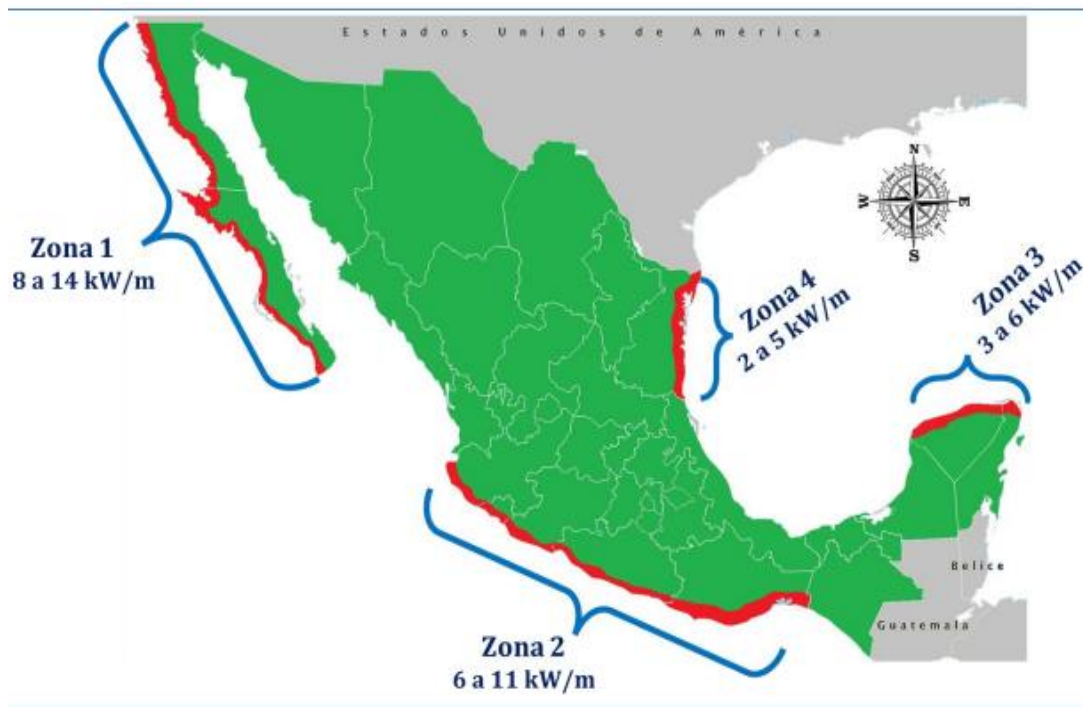 Estados Unidos de América
N
W E
S
Zona 1
8 a 14 kW/m
Zona 4
2 a 5 kW/m
Zona 3
3 a 6 kW/m
Belice
Guatemala
Zona 2
6 a 11 kW/m